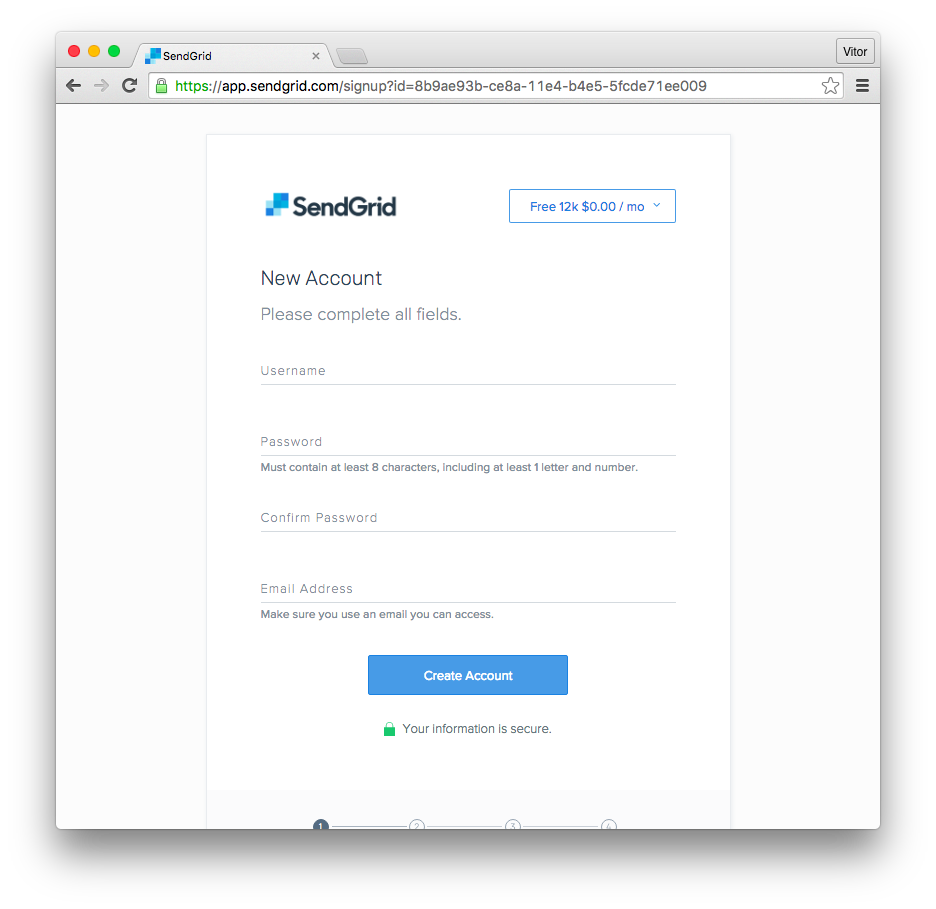 SendGrid
Vitor
https://app.sendgrid.com/signup?id=8b9ae93b-ce8a-11e4-b4e5-5fcde71ee009
SendGrid
Free 12k $0.00 / mo
New Account
Please complete all fields.
Username
Password
Must contain at least 8 characters, including at least 1 letter and number.
Confirm Password
Email Address
Make sure you use an email you can access.
Create Account
Your information is secure.
1 2 3 4